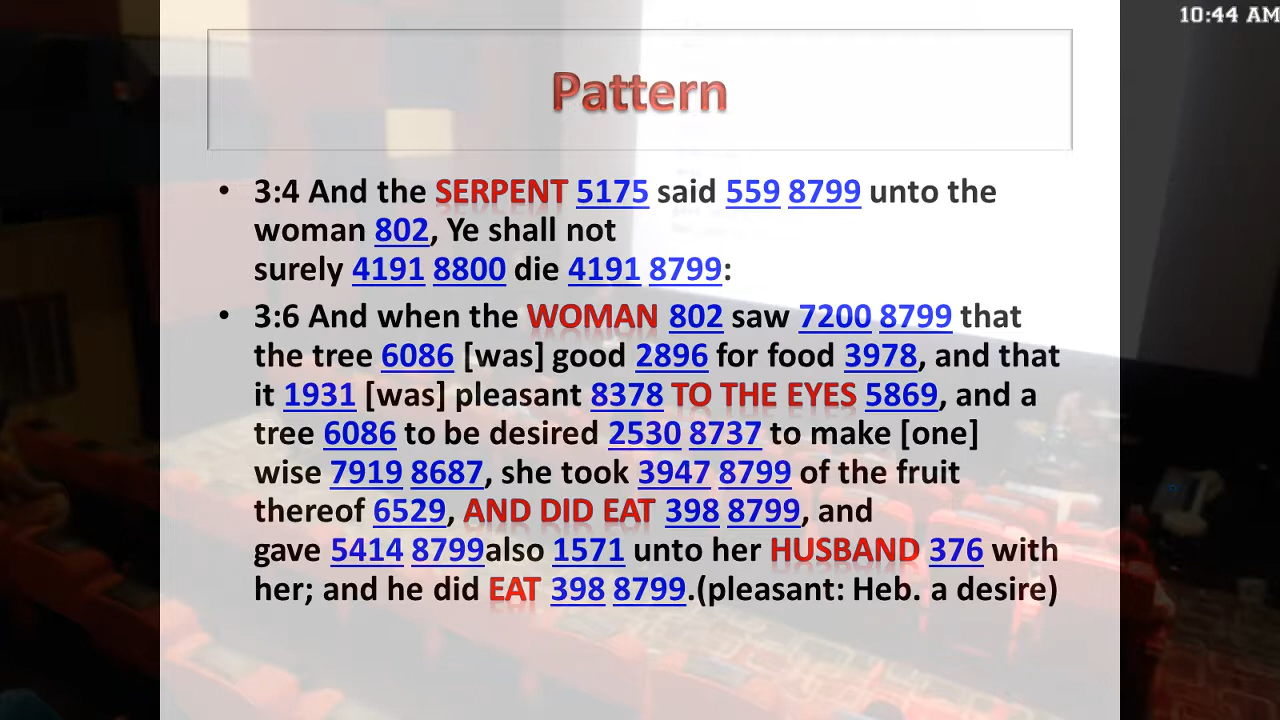 10:44 AM
Pattern
• 3:4 And the SERPENT 5175 said 559 8799 unto the
woman 802, Ye shall not
surely 4191 8800 die 4191 8799:
• 3:6 And when the WOMAN 802 saw 7200 8799 that
the tree 6086 [was] good 2896 for food 3978, and that
it 1931 [was] pleasant 8378 TO THE EYES 5869, and a
tree 6086 to be desired 2530 8737 to make [one]
wise 7919 8687, she took 3947 8799 of the fruit
thereof 6529, AND DID EAT 398 8799, and
gave 5414 8799also 1571 unto her HUSBAND 376 with
her; and he did EAT 398 8799.(pleasant: Heb. a desire)